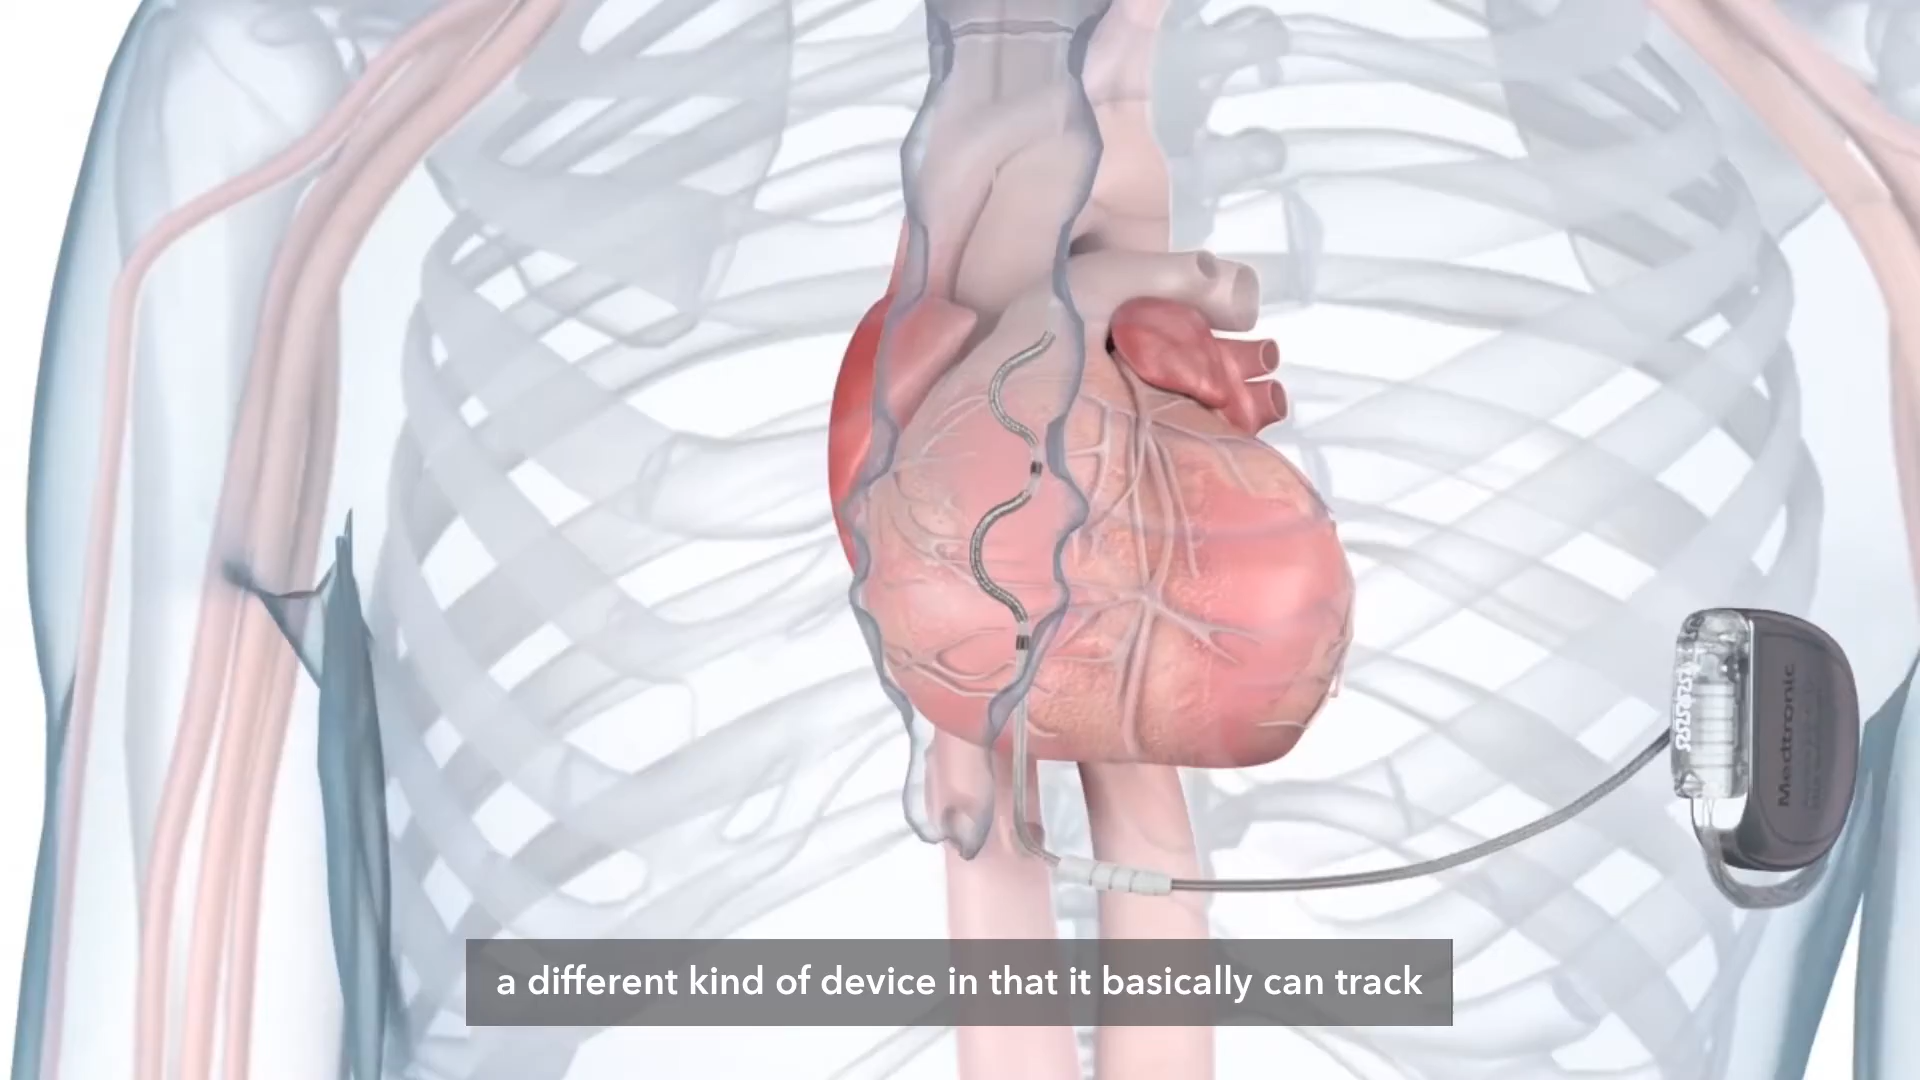 Medtronic
a different kind of device in that it basically can track